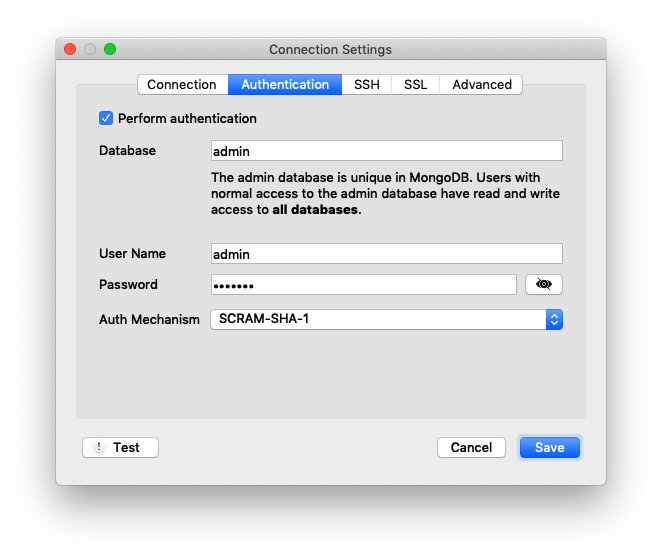 Connection Settings
Connection Authentication SSH SSL Advanced
Perform authentication
Database admin
The admin database is unique in MongoDB. Users with
normal access to the admin database have read and write
access to all databases.
User Name admin
Password •••••••
Auth Mechanism SCRAM-SHA-1
! Test Cancel Save